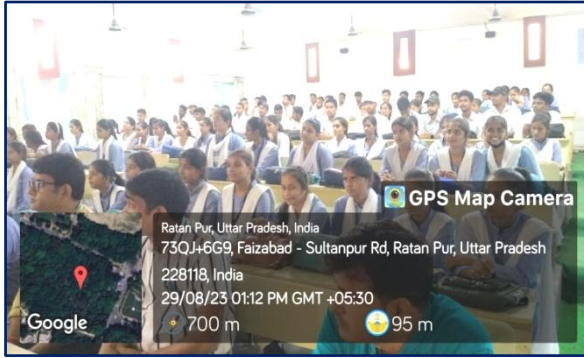 GPS Map Camera
Ratan Pur, Uttar Pradesh, India
73QJ+6G9, Faizabad - Sultanpur Rd, Ratan Pur, Uttar Pradesh
228118, India
29/08/23 01:12 PM GMT +05:30
Google
700 m
95 m